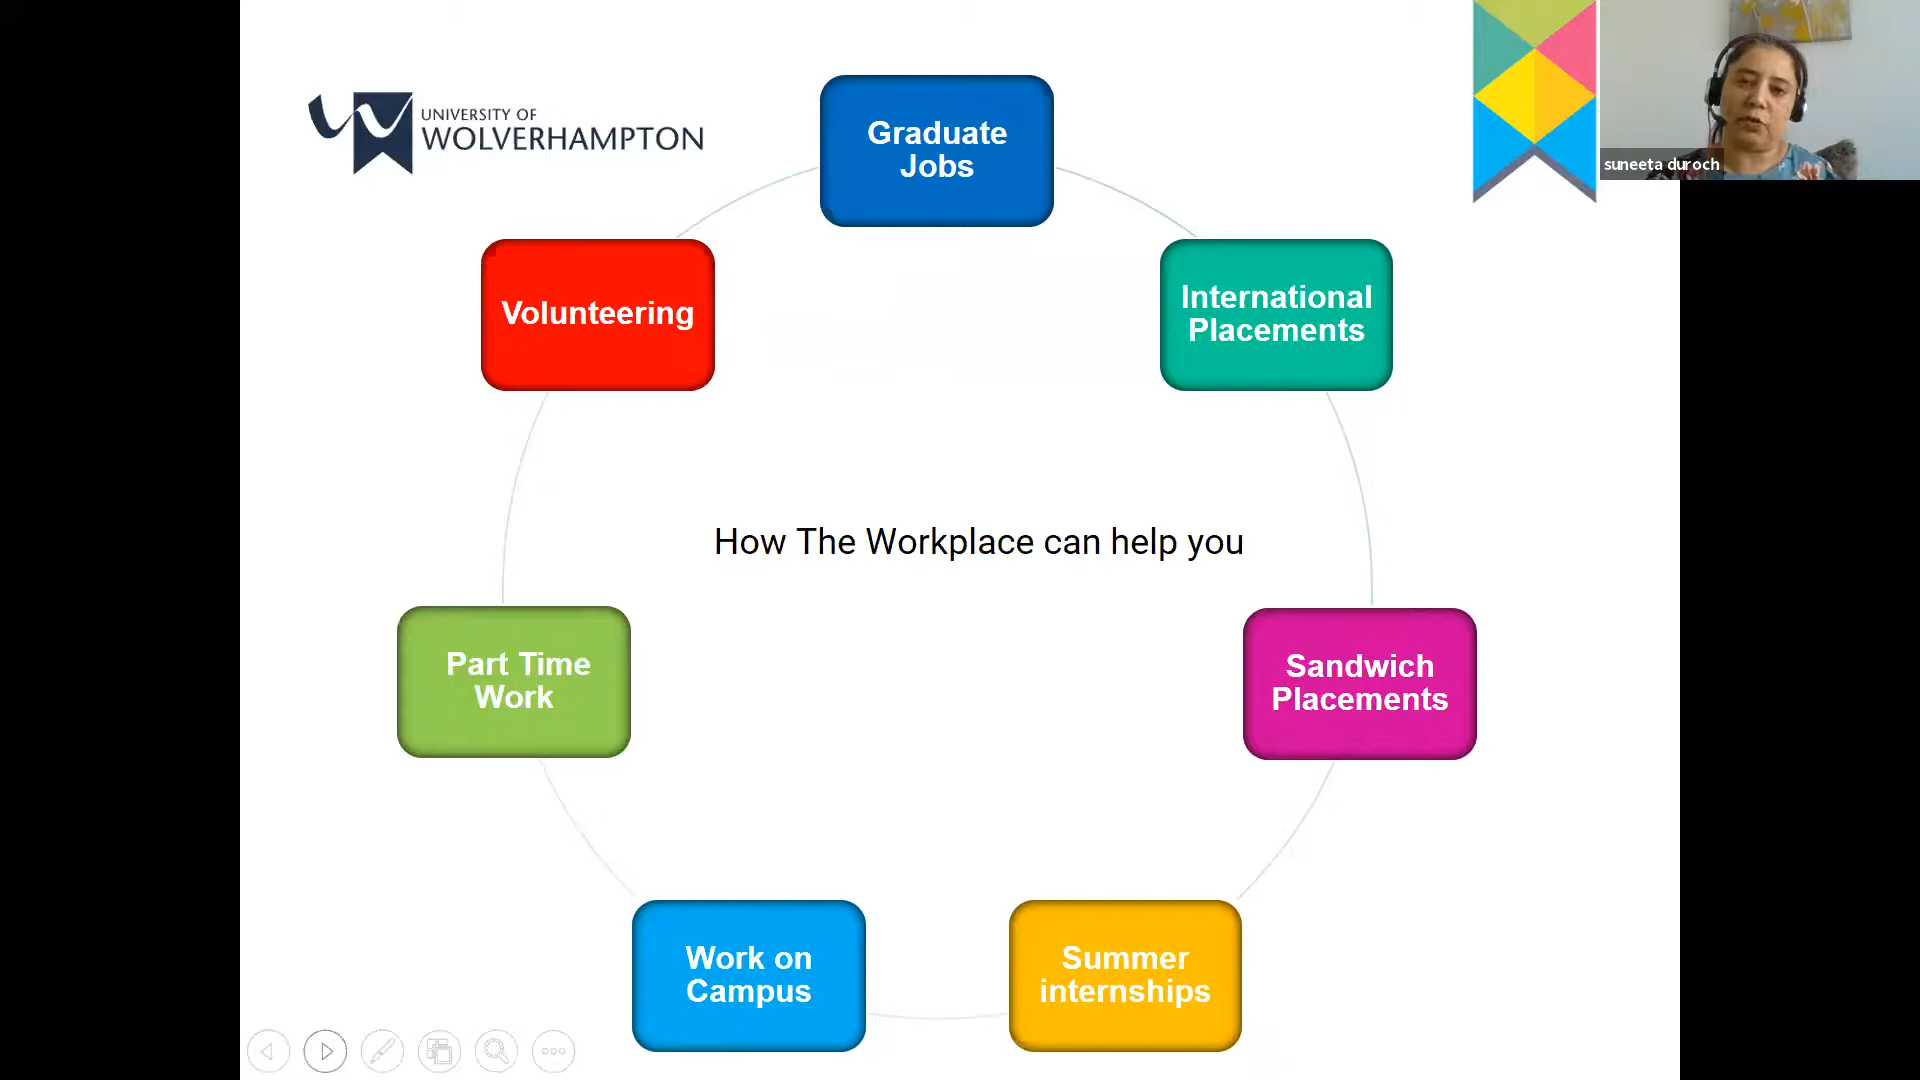 UNIVERSITY OF
WOLVERHAMPTON
Graduate
Jobs
suneeta duroch
Volunteering
International
Placements
How The Workplace can help you
Part Time
Work
Sandwich
Placements
Work on
Campus
Summer
internships